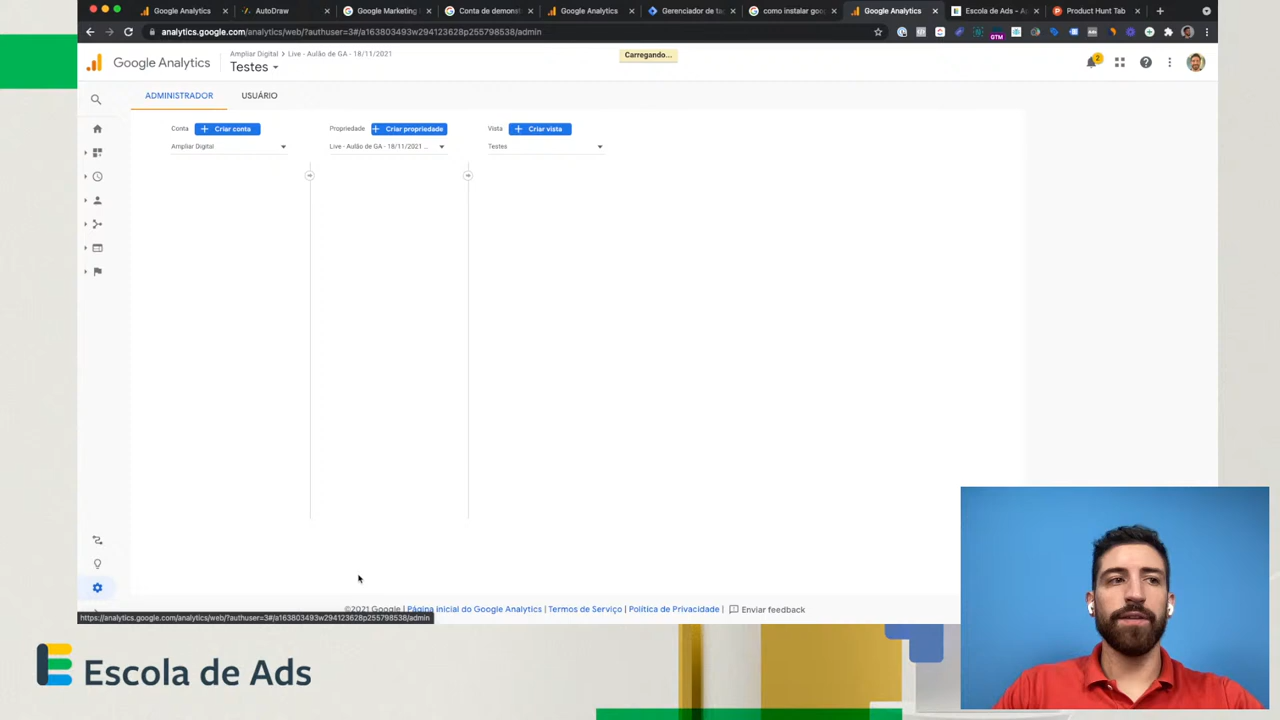 Google Analytics
AutoDraw
Google Marketing
Conta de demonst
Google Analytics
Gerenciador de ta
como instalar goo
Google Analytics
Escola de Ads - A
Product Hunt Tab
analytics.google.com/analytics/web/?authuser=3#/a163803493w294123628p255798538/admin
GTM
Google Analytics
Ampliar Digital > Live - Aulão de GA - 18/11/2021
Testes
Carregando...
2
ADMINISTRADOR
USUÁRIO
Conta
+ Criar conta
Ampliar Digital
Propriedade
+ Criar propriedade
Live - Aulão de GA - 18/11/2021 ...
Vista
+ Criar vista
Testes
©2021 Google | Página inicial do Google Analytics | Termos de Serviço | Política de Privacidade | Enviar feedback
https://analytics.google.com/analytics/web/?authuser=3#/a163803493w294123628p255798538/admin
Escola de Ads